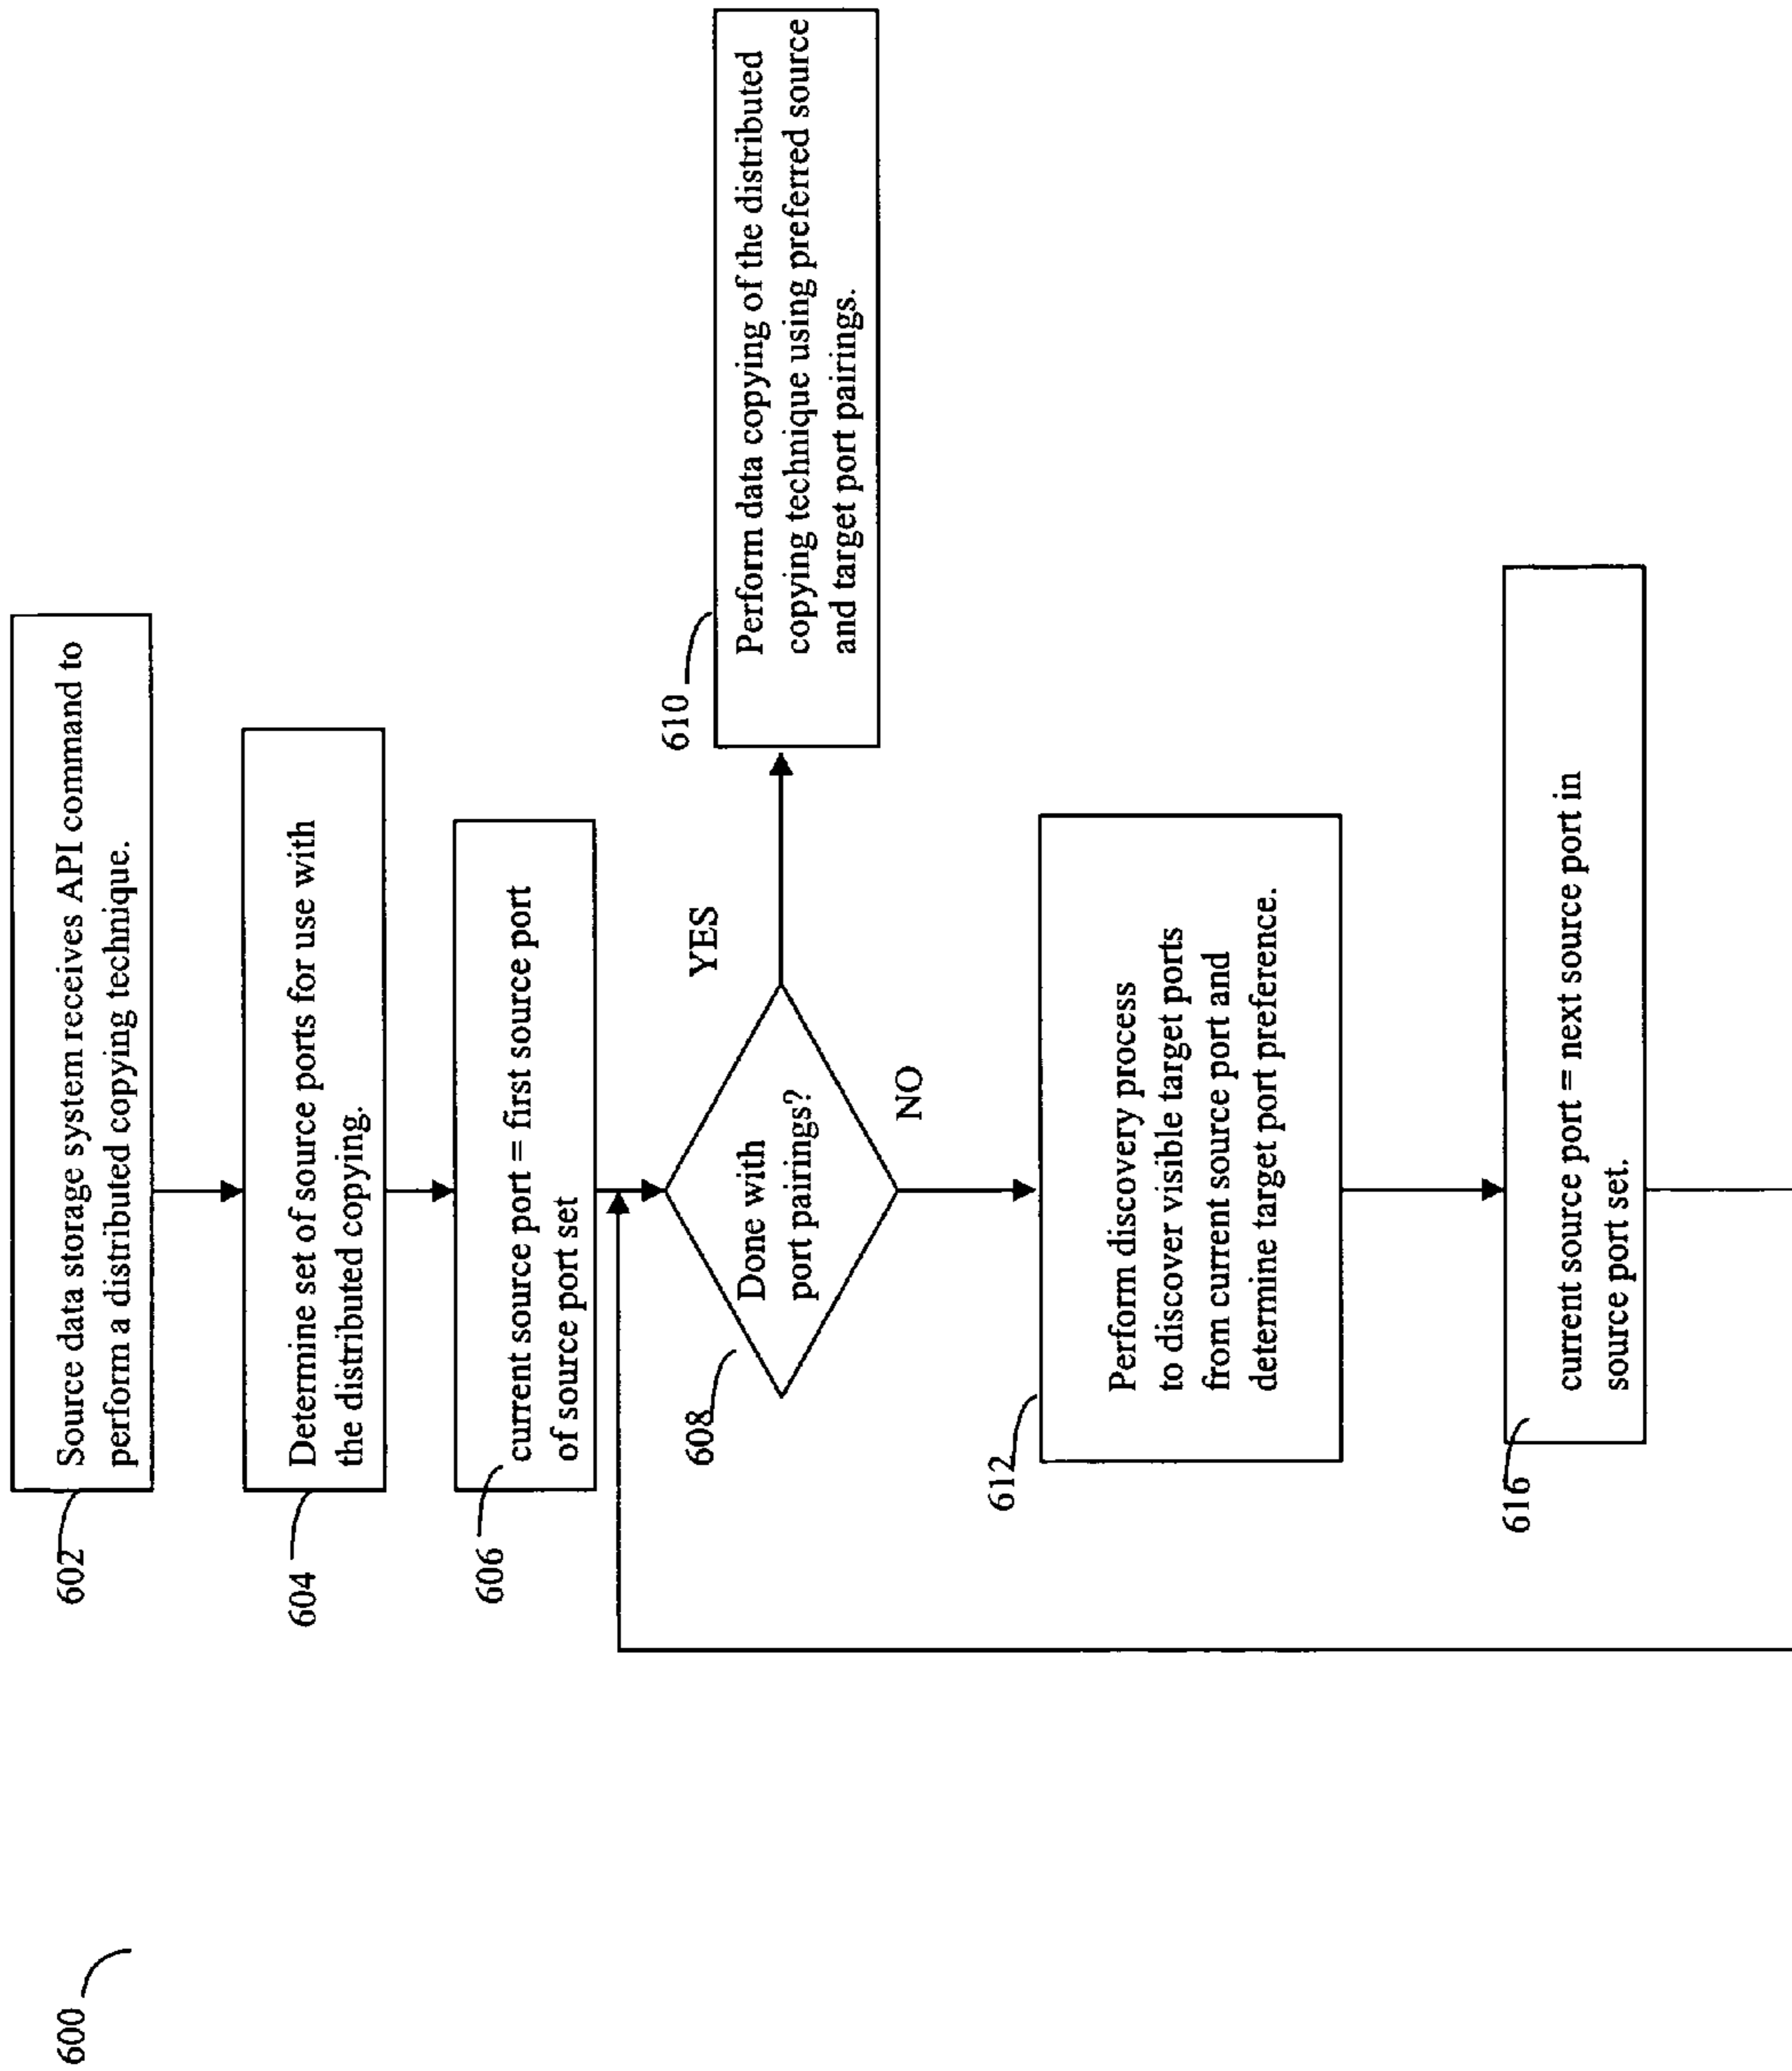 600
602
Source data storage system receives API command to
perform a distributed copying technique.
604
Determine set of source ports for use with
the distributed copying.
606
current source port = first source port
of source port set
608
Done with
port pairings?
YES
610
Perform data copying of the distributed
copying technique using preferred source
and target port pairings.
NO
612
Perform discovery process
to discover visible target ports
from current source port and
determine target port preference.
616
current source port = next source port in
source port set.